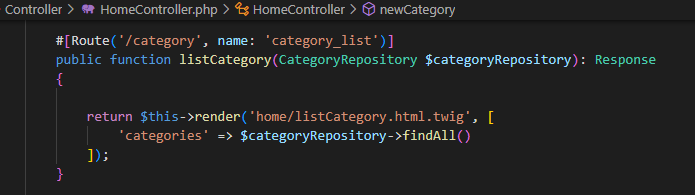 Controller > HomeController.php > HomeController > newCategory
#[Route('/category', name: 'category_list')]
public function listCategory(CategoryRepository $categoryRepository): Response
{
return $this->render('home/listCategory.html.twig', [
'categories' => $categoryRepository->findAll()
]);
}